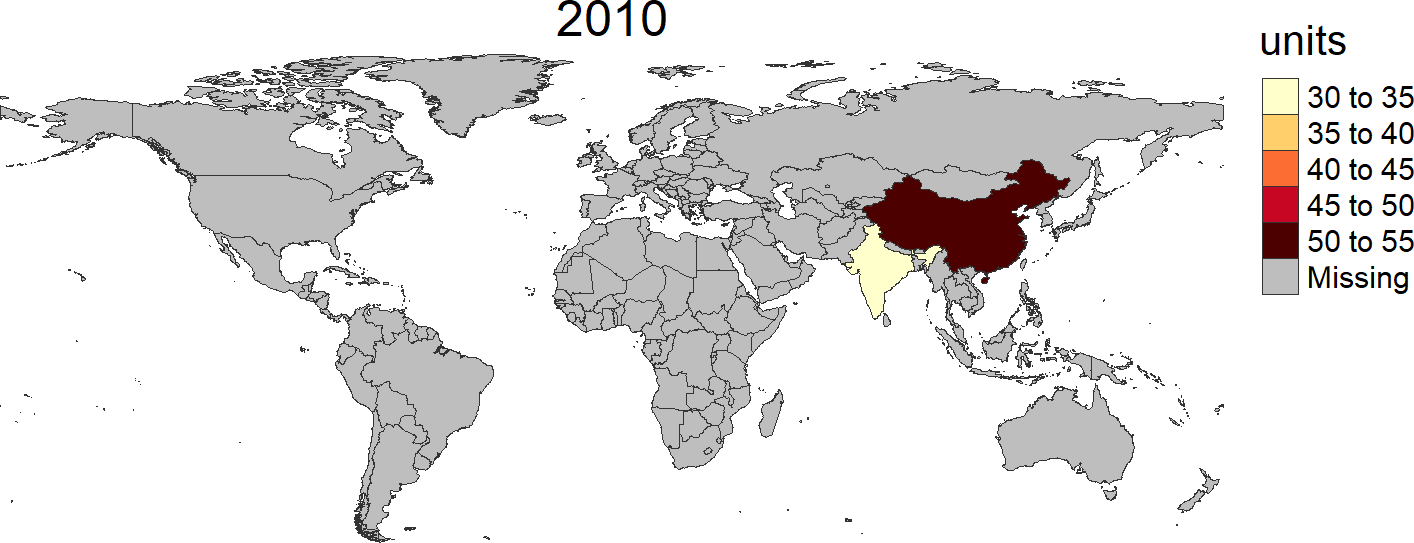 2010
units
30 to 35
35 to 40
40 to 45
45 to 50
50 to 55
Missing